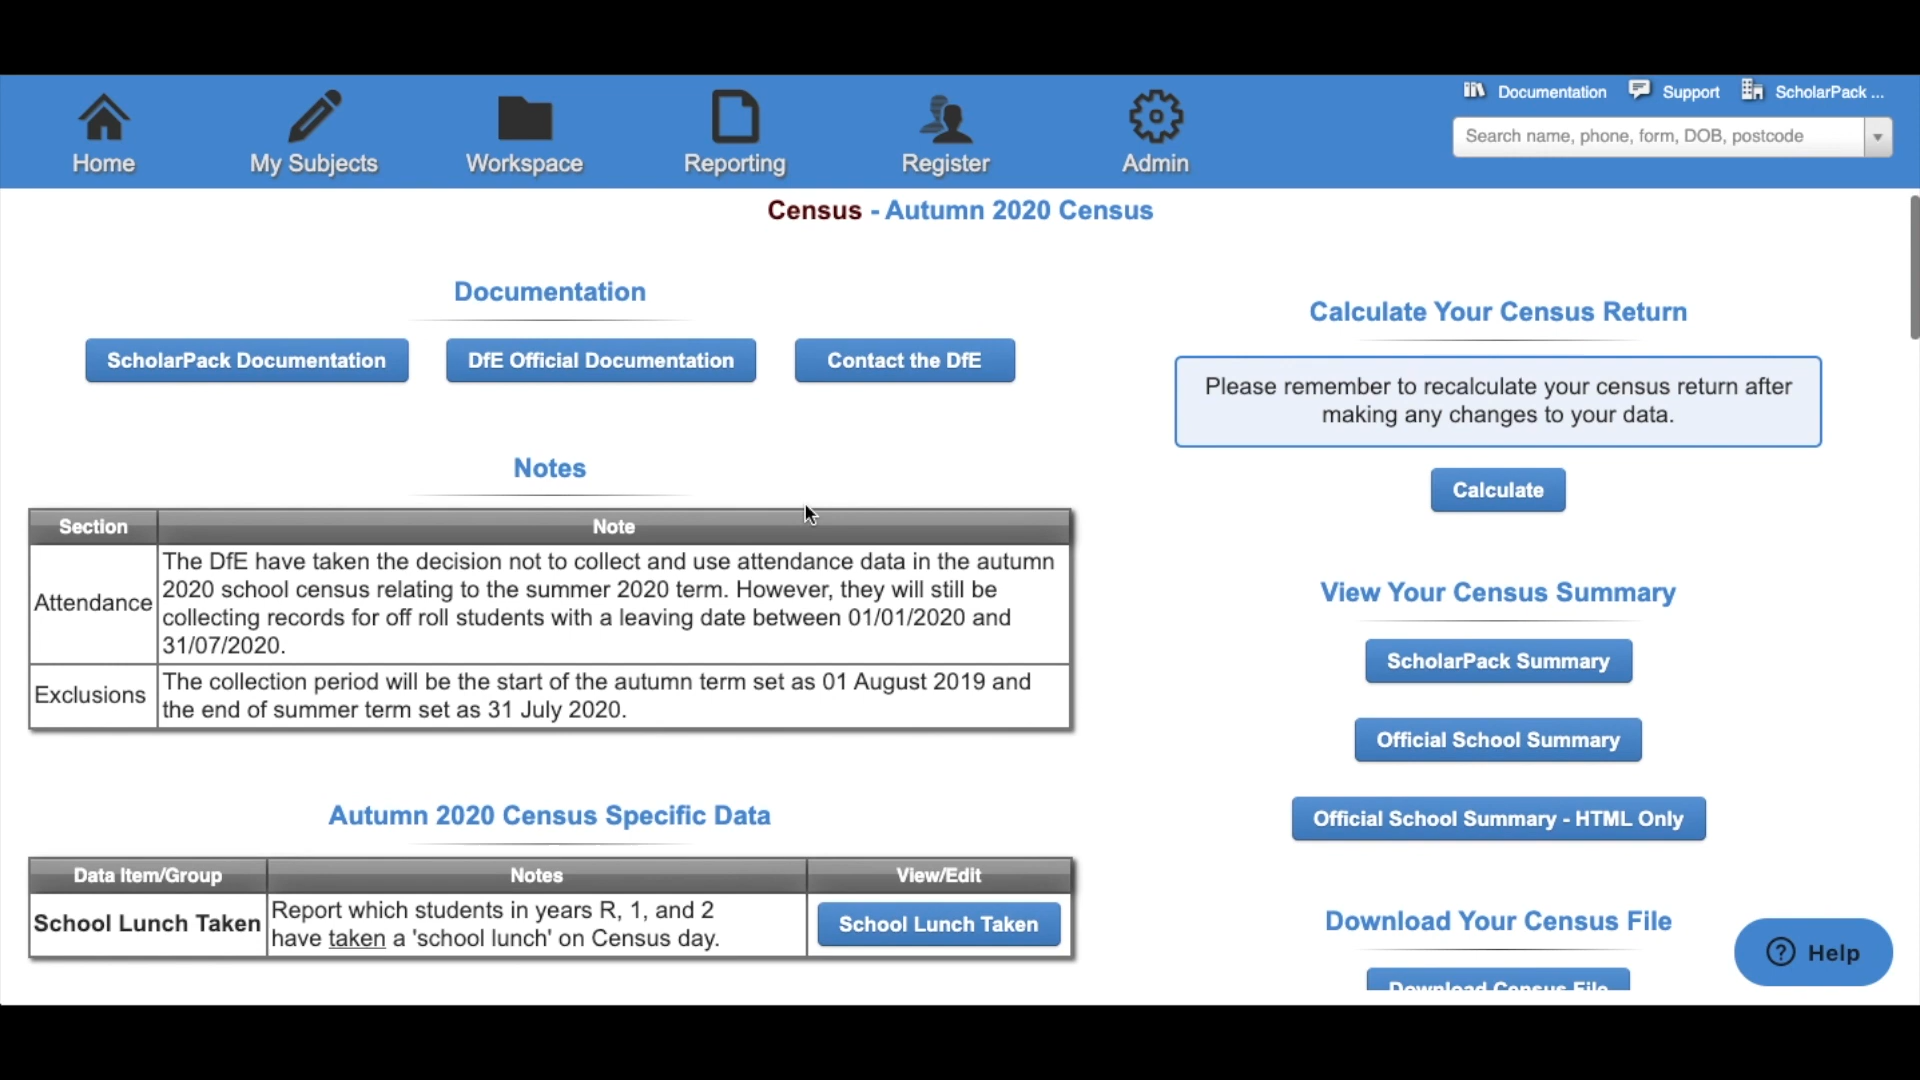 Documentation
Support
ScholarPack ...
Home
My Subjects
Workspace
Reporting
Register
Admin
Search name, phone, form, DOB, postcode
Census - Autumn 2020 Census
Documentation
ScholarPack Documentation
DfE Official Documentation
Contact the DfE
Notes
Section
Note
Attendance
The DfE have taken the decision not to collect and use attendance data in the autumn
2020 school census relating to the summer 2020 term. However, they will still be
collecting records for off roll students with a leaving date between 01/01/2020 and
31/07/2020.
Exclusions
The collection period will be the start of the autumn term set as 01 August 2019 and
the end of summer term set as 31 July 2020.
Autumn 2020 Census Specific Data
Data Item/Group
Notes
View/Edit
School Lunch Taken
Report which students in years R, 1, and 2
have taken a 'school lunch' on Census day.
School Lunch Taken
Calculate Your Census Return
Please remember to recalculate your census return after
making any changes to your data.
Calculate
View Your Census Summary
ScholarPack Summary
Official School Summary
Official School Summary - HTML Only
Download Your Census File
Download Census File
Help